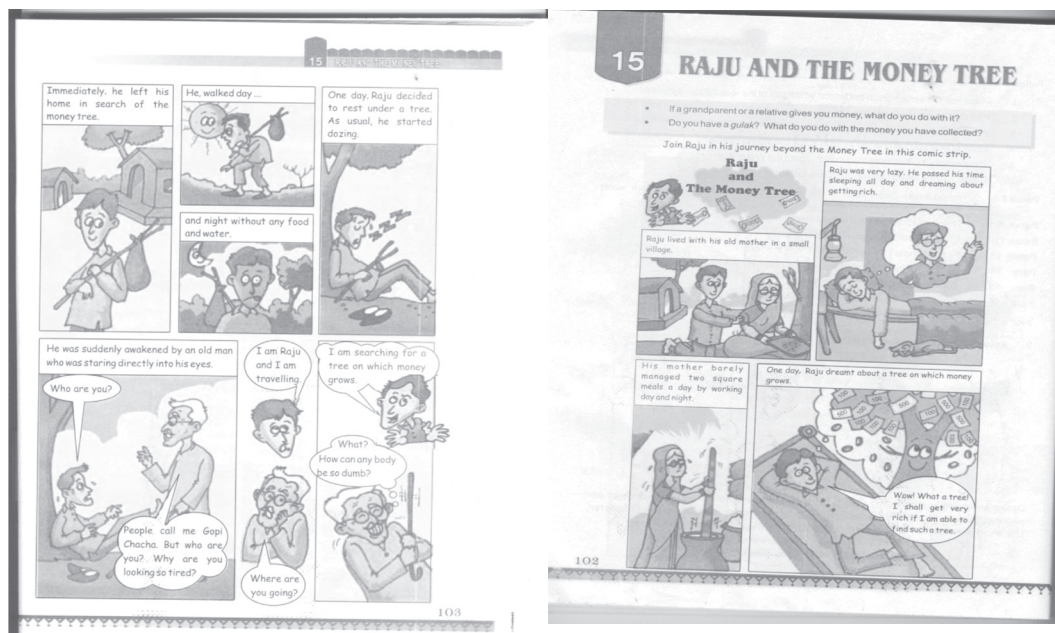 15 RAJU AND THE MONEY TREE
Immediately, he left his
home in search of the
money tree.
He, walked day ...
and night without any food
and water.
One day, Raju decided
to rest under a tree.
As usual, he started
dozing.
He was suddenly awakened by an old man
who was staring directly into his eyes.
Who are you?
People call me Gopi
Chacha. But who are
you? Why are you
looking so tired?
I am Raju
and I am
travelling.
Where are
you going?
I am searching for a
tree on which money
grows.
What?
How can any body
be so dumb?
103
15
RAJU AND THE MONEY TREE
• If a grandparent or a relative gives you money, what do you do with it?
• Do you have a gulak? What do you do with the money you have collected?
Join Raju in his journey beyond the Money Tree in this comic strip.
Raju
and
The Money Tree
Raju lived with his old mother in a small
village.
Raju was very lazy. He passed his time
sleeping all day and dreaming about
getting rich.
His mother barely
managed two square
meals a day by working
day and night.
One day, Raju dreamt about a tree on which money
grows.
Wow! What a tree!
I shall get very
rich if I am able to
find such a tree.
102